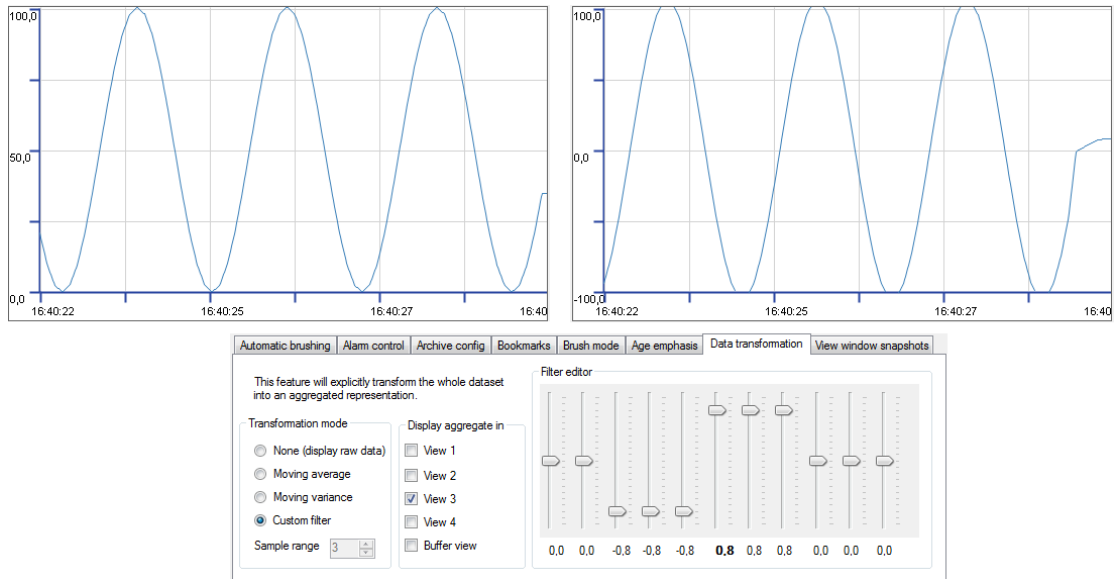 100,0
50,0
0,0
16:40:22 16:40:25 16:40:27 16:40
100,0
0,0
-100,0
16:40:22 16:40:25 16:40:27 16:40
Automatic brushing Alarm control Archive config Bookmarks Brush mode Age emphasis Data transformation View window snapshots
This feature will explicitly transform the whole dataset
into an aggregated representation.
Transformation mode
None (display raw data)
Moving average
Moving variance
Custom filter
Sample range 3
Display aggregate in
View 1
View 2
View 3
View 4
Buffer view
Filter editor
0,0 0,0 -0,8 -0,8 -0,8 0,8 0,8 0,8 0,0 0,0 0,0